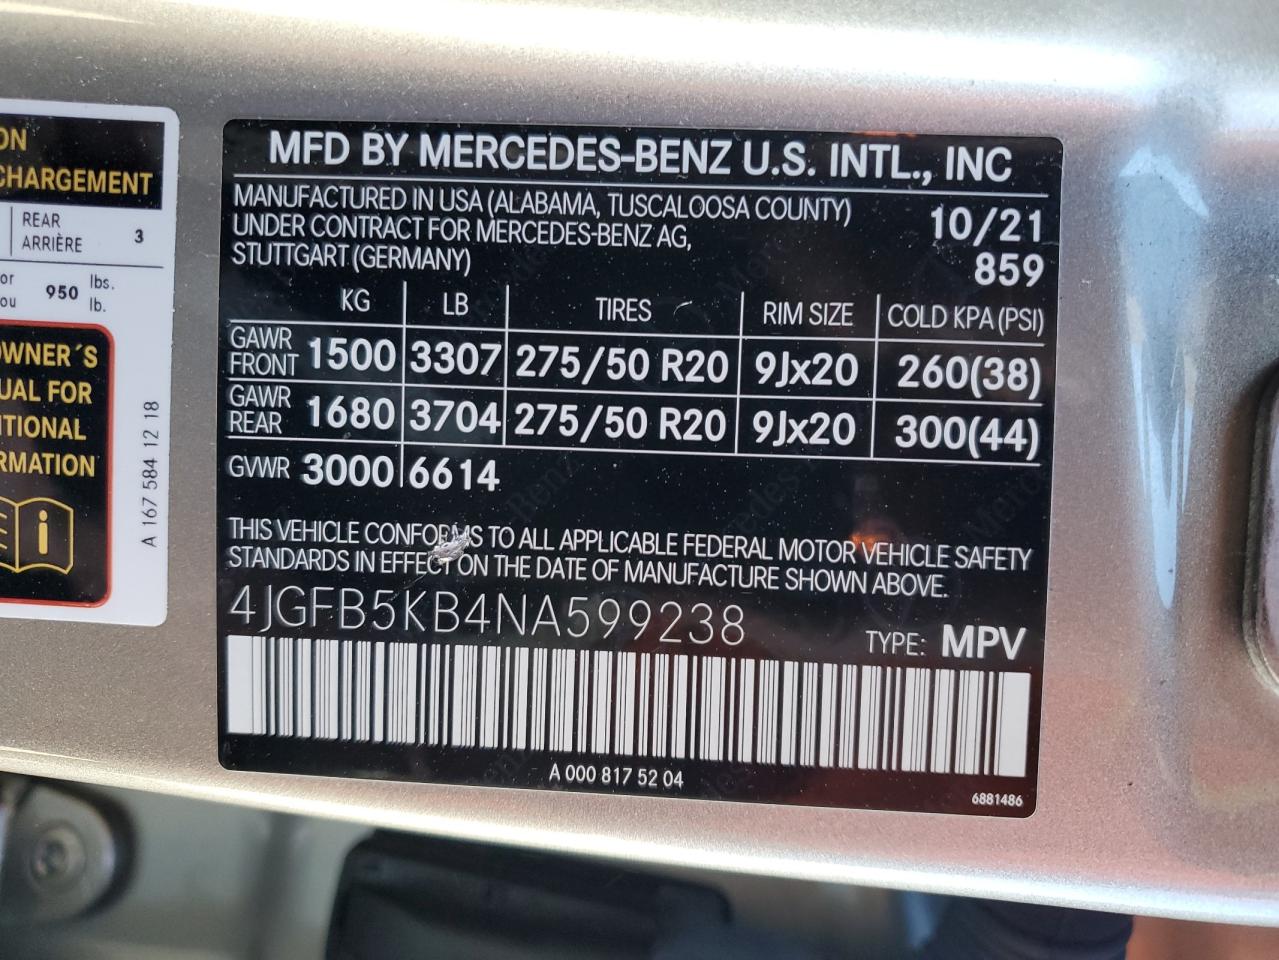 ON
CHARGEMENT
REAR
ARRIÈRE 3
or
ou 950 lbs.
lb.
OWNER´S
UAL FOR
ITIONAL
ORMATION
i
A 167 584 12 18
MFD BY MERCEDES-BENZ U.S. INTL., INC
MANUFACTURED IN USA (ALABAMA, TUSCALOOSA COUNTY) 10/21
UNDER CONTRACT FOR MERCEDES-BENZ AG,
STUTTGART (GERMANY) 859
KG LB TIRES RIM SIZE COLD KPA (PSI)
GAWR
FRONT 1500 3307 275/50 R20 9Jx20 260(38)
GAWR
REAR 1680 3704 275/50 R20 9Jx20 300(44)
GVWR 3000 6614
THIS VEHICLE CONFORMS TO ALL APPLICABLE FEDERAL MOTOR VEHICLE SAFETY
STANDARDS IN EFFECT ON THE DATE OF MANUFACTURE SHOWN ABOVE.
4JGFB5KB4NA599238
TYPE: MPV
A 000 817 52 04
6881486